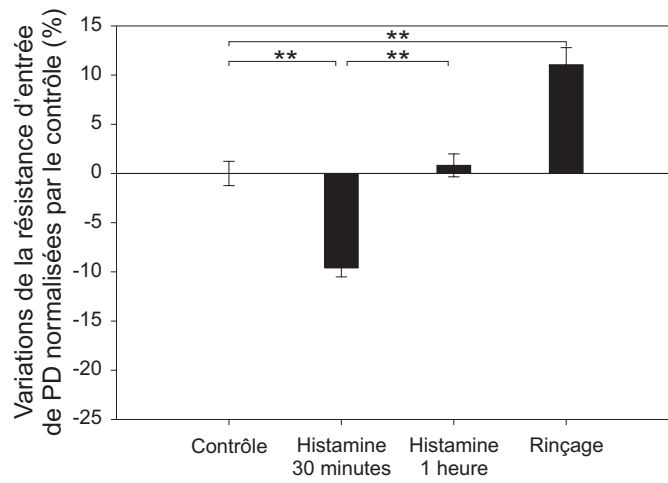 Variations de la résistance d'entrée
de PD normalisées par le contrôle (%)
15
10
5
0
-5
-10
-15
-20
-25
**
**
**
Contrôle
Histamine
30 minutes
Histamine
1 heure
Rinçage